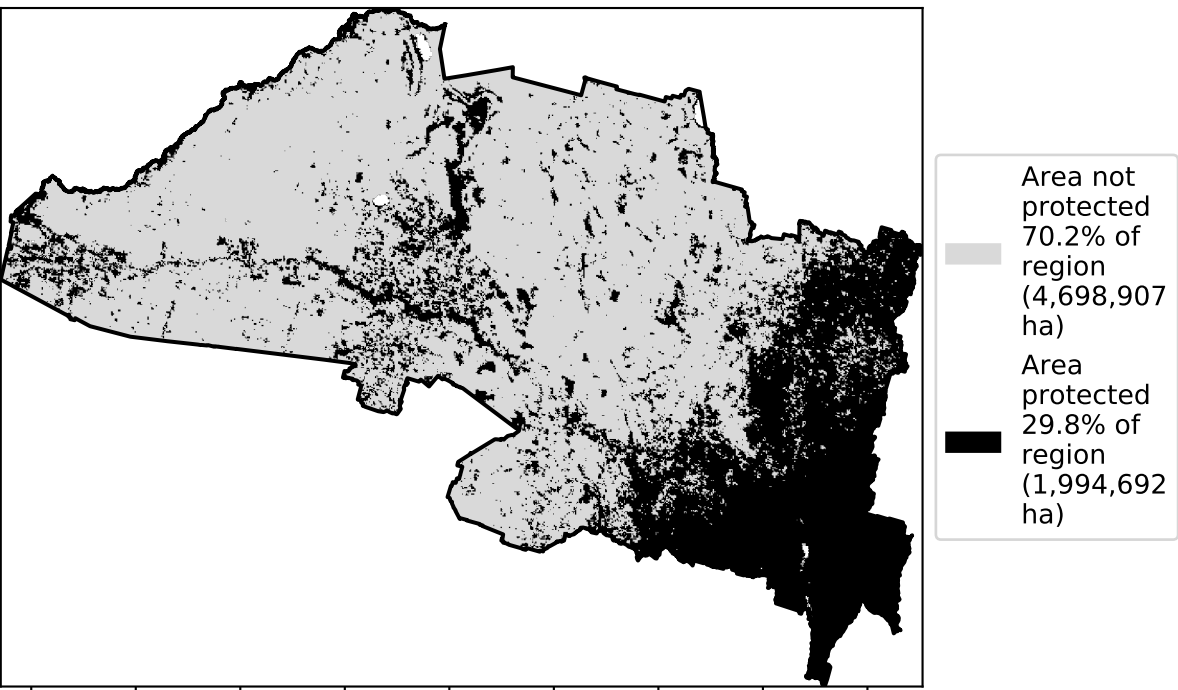 Area not
protected
70.2% of
region
(4,698,907
ha)
Area
protected
29.8% of
region
(1,994,692
ha)